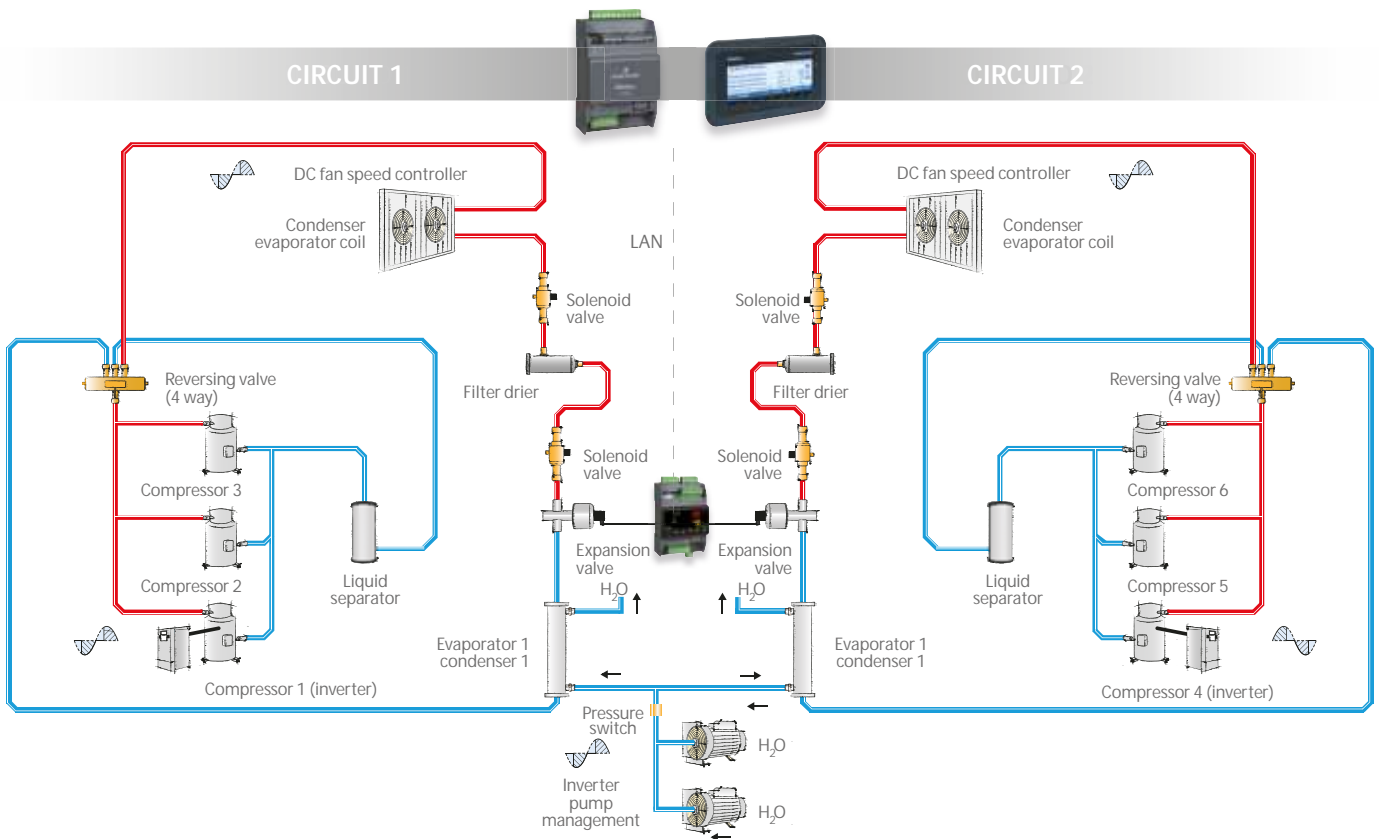 CIRCUIT 1
CIRCUIT 2
DC fan speed controller
Condenser
evaporator coil
LAN
DC fan speed controller
Condenser
evaporator coil
Solenoid
valve
Solenoid
valve
Reversing valve
(4 way)
Filter drier
Filter drier
Reversing valve
(4 way)
Compressor 3
Solenoid
valve
Solenoid
valve
Compressor 6
Compressor 2
Liquid
separator
Expansion
valve
H₂O
Expansion
valve
H₂O
Liquid
separator
Compressor 5
Evaporator 1
condenser 1
Evaporator 1
condenser 1
Compressor 1 (inverter)
Compressor 4 (inverter)
Pressure
switch
H₂O
Inverter
pump
management
H₂O